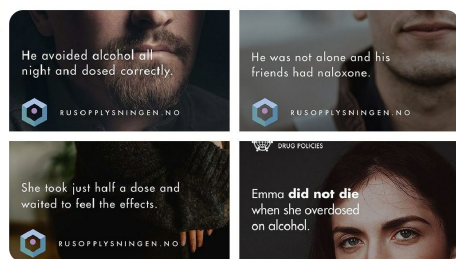 He avoided alcohol all
night and dosed correctly.
RUSOPPLYSNINGEN.NO
He was not alone and his
friends had naloxone.
RUSOPPLYSNINGEN.NO
She took just half a dose and
waited to feel the effects.
RUSOPPLYSNINGEN.NO
DRUG POLICIES
Emma did not die
when she overdosed
on alcohol.